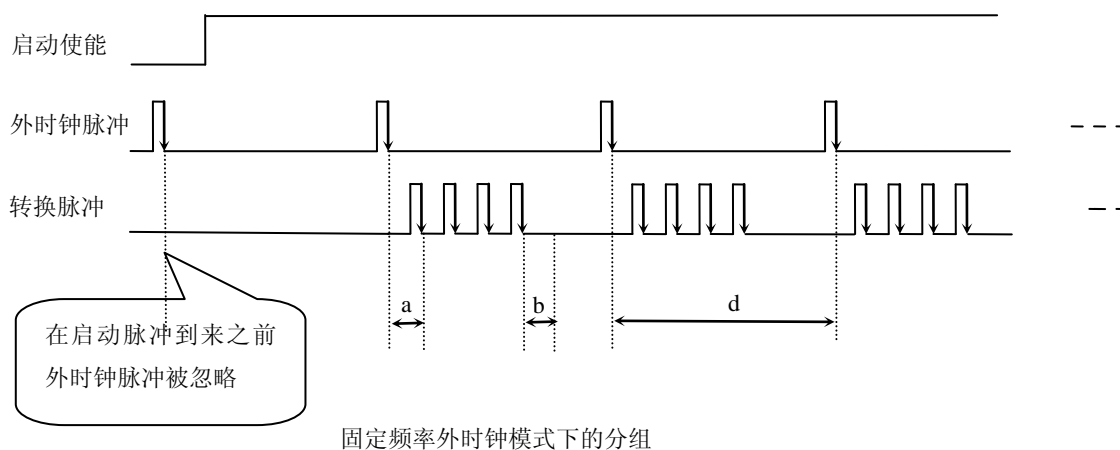 启动使能
外时钟脉冲
转换脉冲
a
b
d
在启动脉冲到来之前
外时钟脉冲被忽略
固定频率外时钟模式下的分组